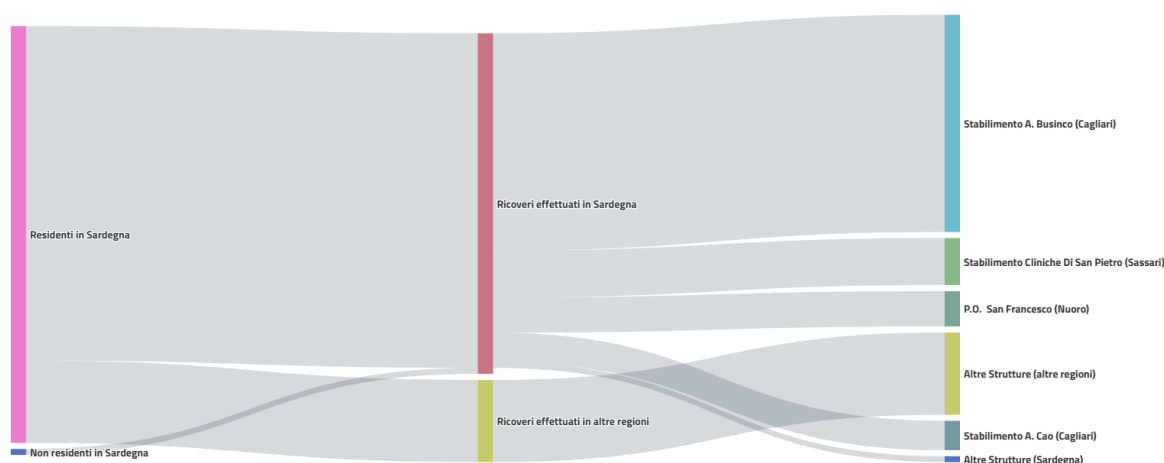 Residenti in Sardegna
Non residenti in Sardegna
Ricoveri effettuati in Sardegna
Ricoveri effettuati in altre regioni
Stabilimento A. Businco (Cagliari)
Stabilimento Cliniche Di San Pietro (Sassari)
P.O. San Francesco (Nuoro)
Altre Strutture (altre regioni)
Stabilimento A. Cao (Cagliari)
Altre Strutture (Sardegna)